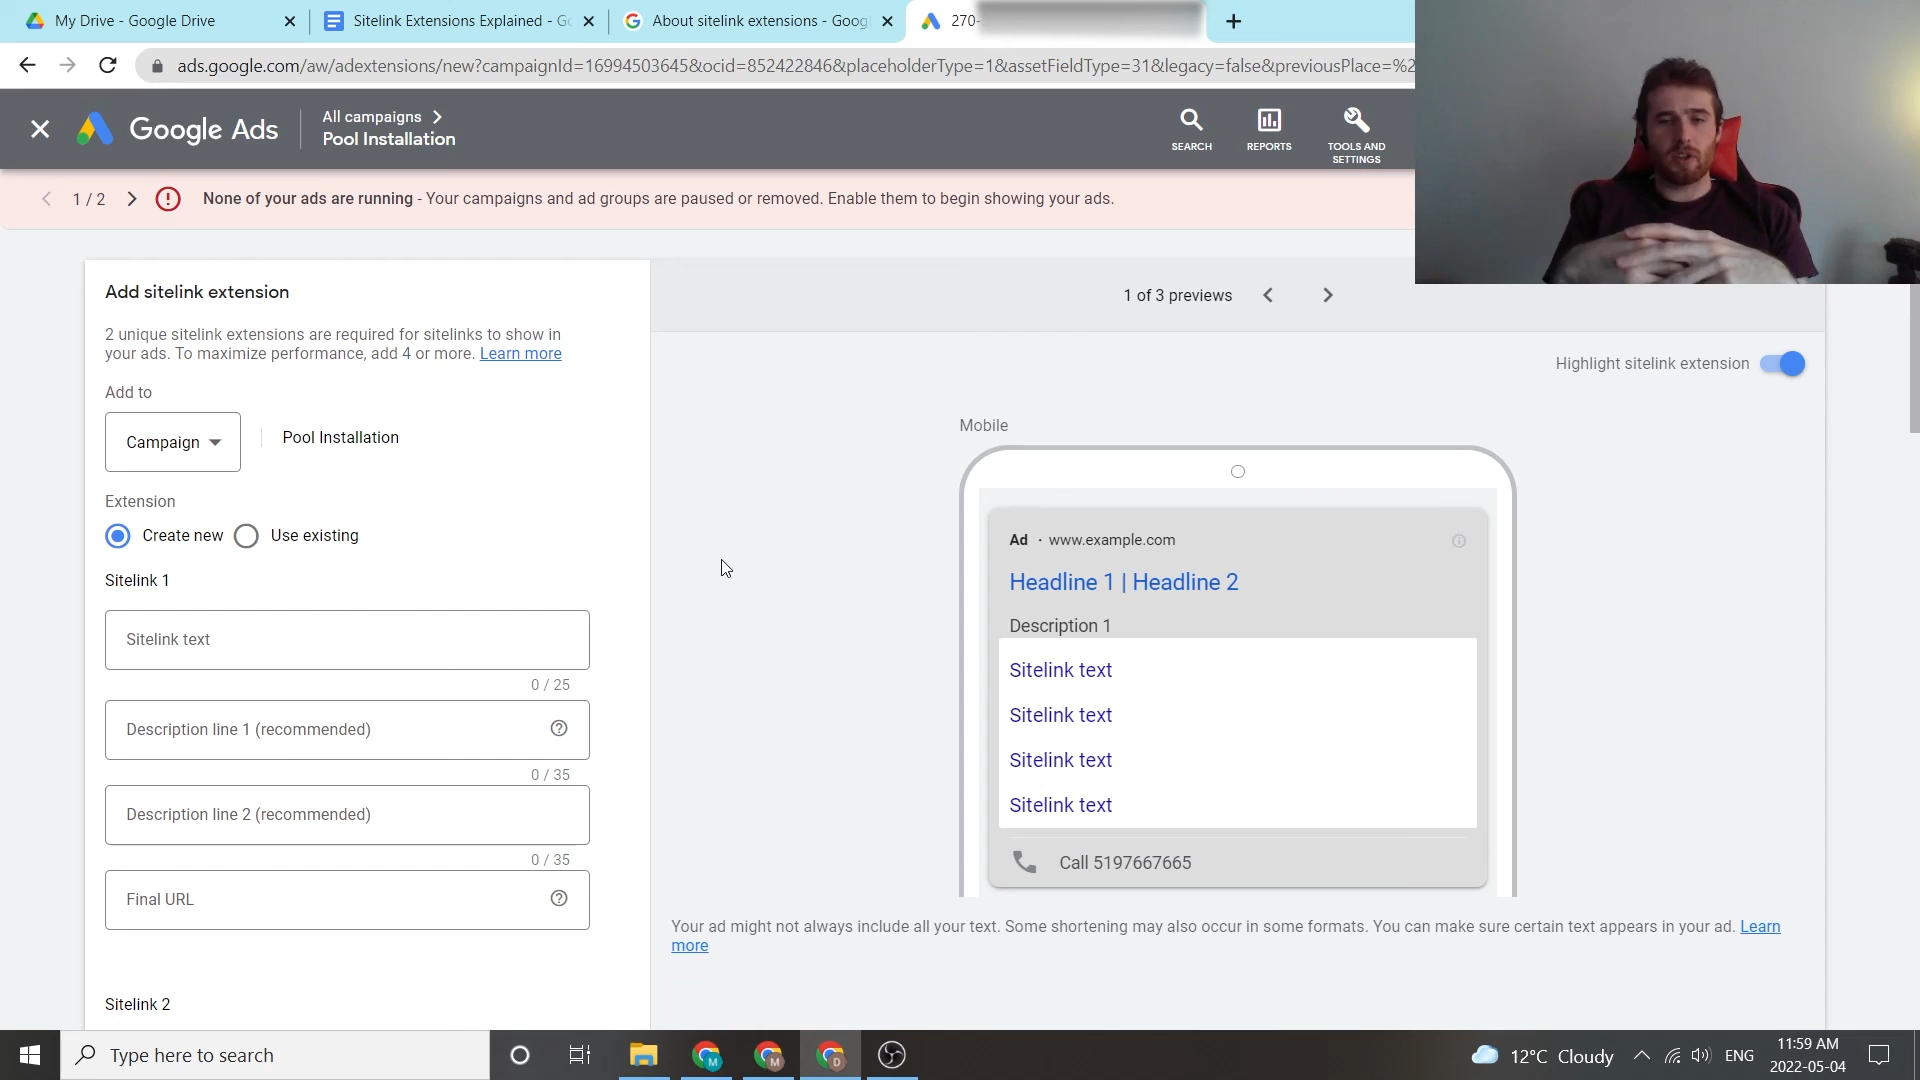 My Drive - Google Drive
Sitelink Extensions Explained - Go
About sitelink extensions - Googl
270-
ads.google.com/aw/adextensions/new?campaignId=16994503645&ocid=852422846&placeholderType=1&assetFieldType=31&legacy=false&previousPlace=%2
Google Ads
All campaigns
Pool Installation
SEARCH
REPORTS
TOOLS AND
SETTINGS
1 / 2
None of your ads are running - Your campaigns and ad groups are paused or removed. Enable them to begin showing your ads.
Add sitelink extension
2 unique sitelink extensions are required for sitelinks to show in
your ads. To maximize performance, add 4 or more. Learn more
Add to
Campaign
Pool Installation
Extension
Create new
Use existing
Sitelink 1
Sitelink text
0 / 25
Description line 1 (recommended)
0 / 35
Description line 2 (recommended)
0 / 35
Final URL
Sitelink 2
1 of 3 previews
Highlight sitelink extension
Mobile
Ad · www.example.com
Headline 1 | Headline 2
Description 1
Sitelink text
Sitelink text
Sitelink text
Sitelink text
Call 5197667665
Your ad might not always include all your text. Some shortening may also occur in some formats. You can make sure certain text appears in your ad. Learn
more
Type here to search
M
M
D
12°C Cloudy
ENG
11:59 AM
2022-05-04